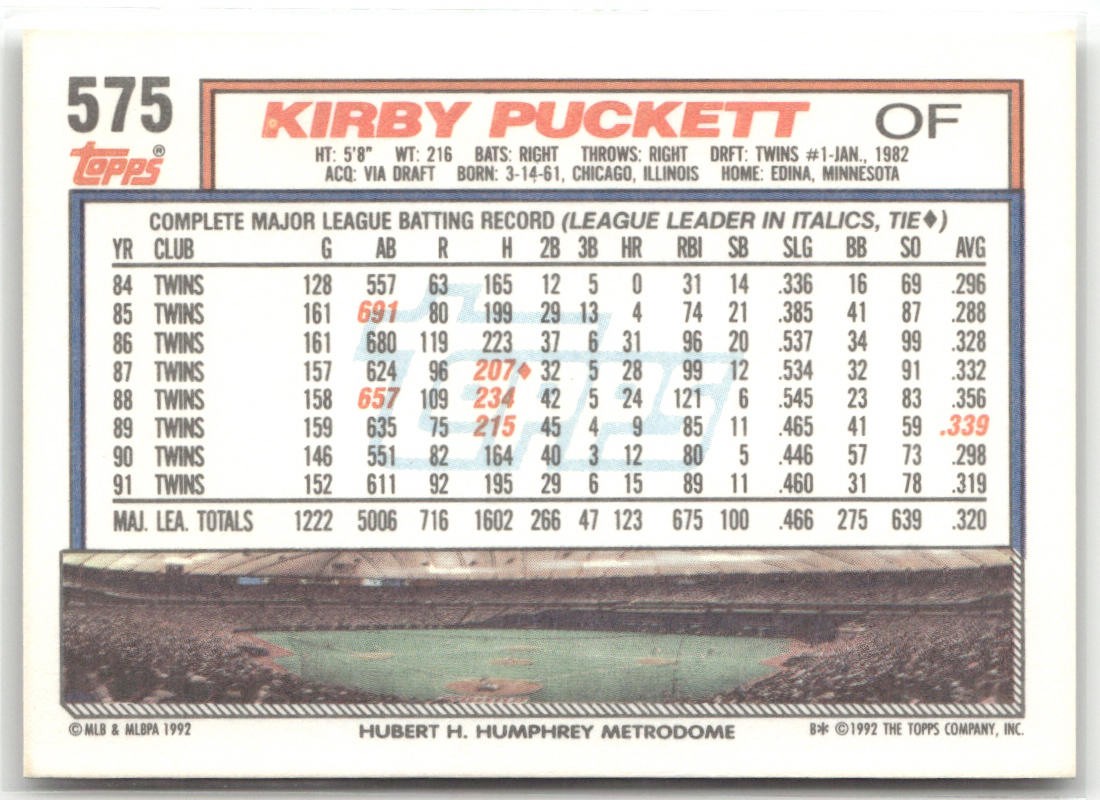 575
KIRBY PUCKETT OF
Topps®
HT: 5'8" WT: 216 BATS: RIGHT THROWS: RIGHT DRFT: TWINS #1-JAN., 1982
ACQ: VIA DRAFT BORN: 3-14-61, CHICAGO, ILLINOIS HOME: EDINA, MINNESOTA
COMPLETE MAJOR LEAGUE BATTING RECORD (LEAGUE LEADER IN ITALICS, TIE♦)
YR CLUB G AB R H 2B 3B HR RBI SB SLG BB SO AVG
84 TWINS 128 557 63 165 12 5 0 31 14 .336 16 69 .296
85 TWINS 161 691 80 199 29 13 4 74 21 .385 41 87 .288
86 TWINS 161 680 119 223 37 6 31 96 20 .537 34 99 .328
87 TWINS 157 624 96 207♦ 32 5 28 99 12 .534 32 91 .332
88 TWINS 158 657 109 234 42 5 24 121 6 .545 23 83 .356
89 TWINS 159 635 75 215 45 4 9 85 11 .465 41 59 .339
90 TWINS 146 551 82 164 40 3 12 80 5 .446 57 73 .298
91 TWINS 152 611 92 195 29 6 15 89 11 .460 31 78 .319
MAJ. LEA. TOTALS 1222 5006 716 1602 266 47 123 675 100 .466 275 639 .320
Topps
© MLB & MLBPA 1992 HUBERT H. HUMPHREY METRODOME B* ©1992 THE TOPPS COMPANY, INC.